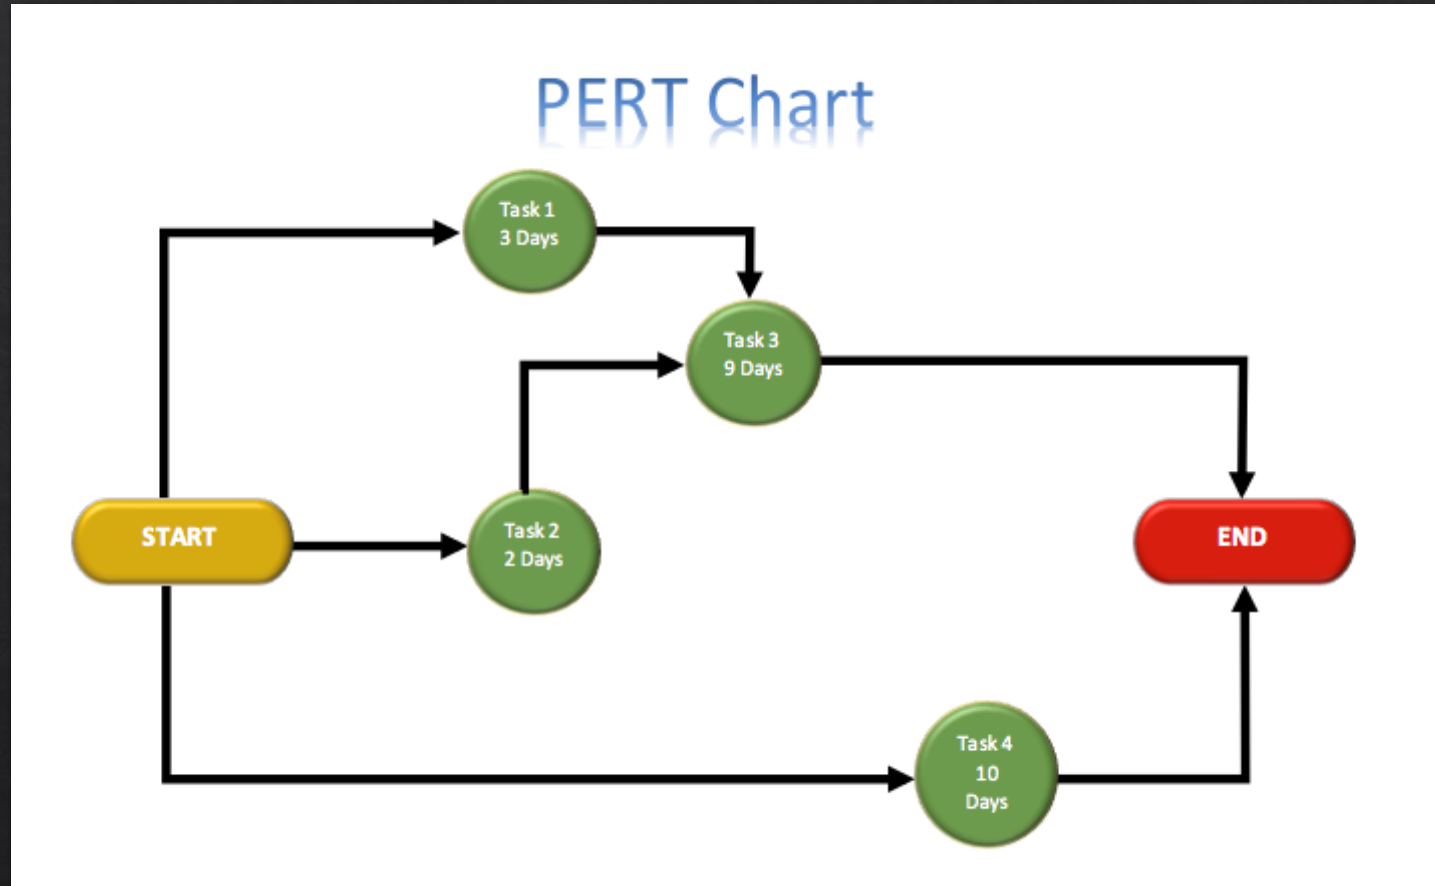 PERT Chart
Task 1
3 Days
Task 3
9 Days
START
Task 2
2 Days
END
Task 4
10
Days